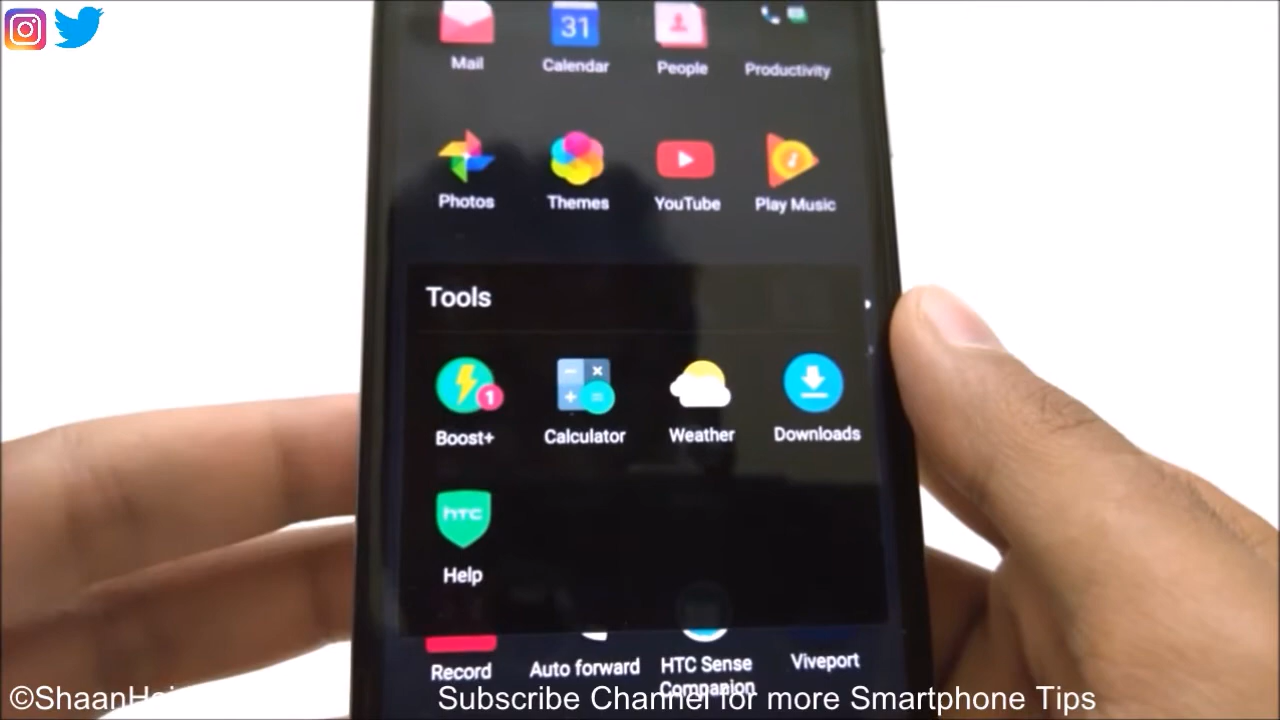 31
Mail Calendar People Productivity
Photos Themes YouTube Play Music
Tools
1
Boost+ Calculator Weather Downloads
hTC
Help
Record Auto forward HTC Sense Companion Viveport
Subscribe Channel for more Smartphone Tips